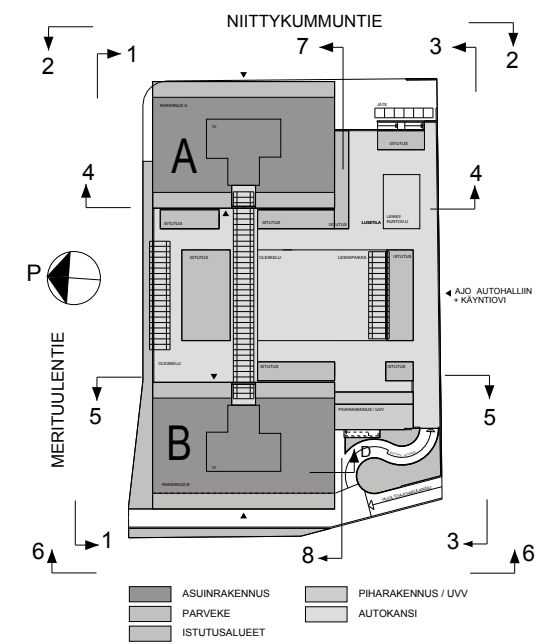 NIITTYKUMMUNTIE
2
1
7
3
2
RAKENNUS A
JÄTE
IV
A
ISTUTUS
4
4
LEIKKI
KUNTOILU
ISTUTUS
ISTUTUS
ISTUTUS
LUMITILA
P
ISTUTUS
OLESKELU
LEIKKIPAIKKA
ISTUTUS
AJO AUTOHALLIIN
+ KÄYNTIOVI
MERITUULENTIE
OLESKELU
ISTUTUS
ISTUTUS
5
5
PIHARAKENNUS / UVV
B
IV
D
RAKENNUS B
1
6
8
3
6
ASUINRAKENNUS
PARVEKE
ISTUTUSALUEET
PIHARAKENNUS / UVV
AUTOKANSI